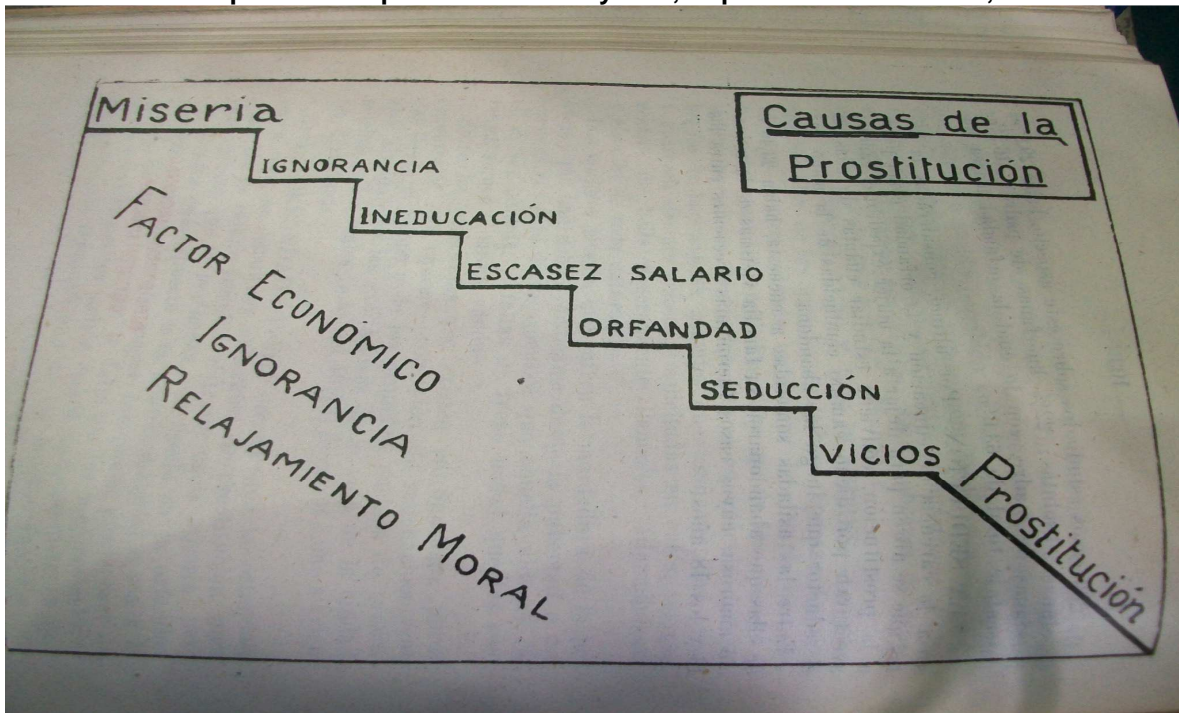 Miseria
Causas de la
Prostitución
IGNORANCIA
INEDUCACIÓN
ESCASEZ SALARIO
ORFANDAD
SEDUCCIÓN
VICIOS
Prostitución
FACTOR ECONÓMICO
IGNORANCIA
RELAJAMIENTO MORAL